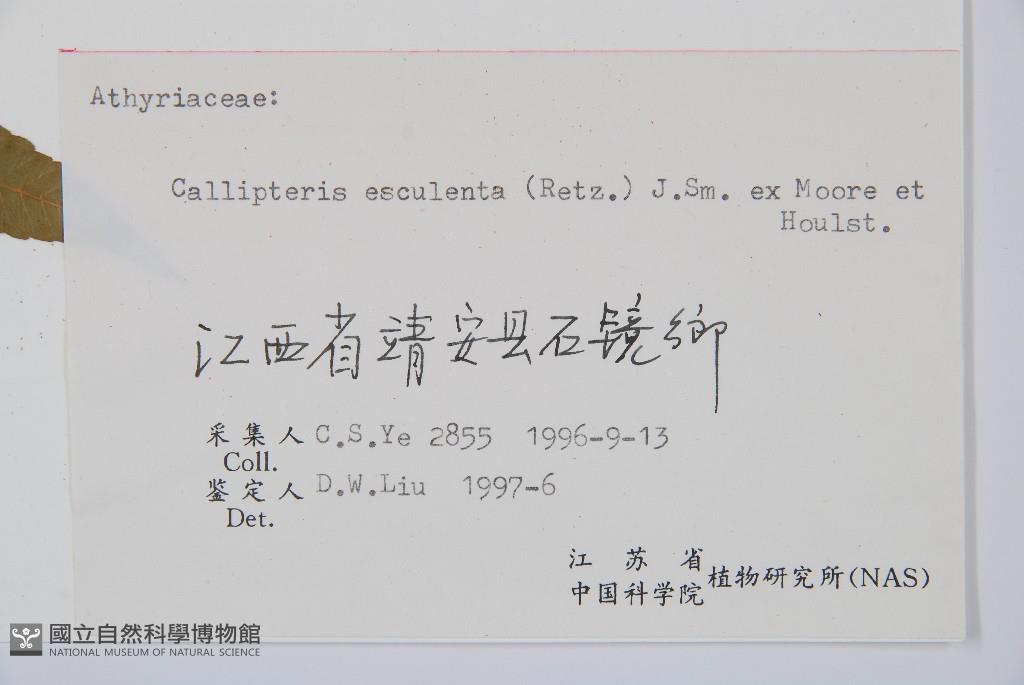 Athyriaceae:
Callipteris esculenta (Retz.) J.Sm. ex Moore et
Houlst.
江西省靖安县石镜鄉
采集人 C.S.Ye 2855 1996-9-13
Coll.
鉴定人 D.W.Liu 1997-6
Det.
江苏省
中国科学院植物研究所(NAS)
國立自然科學博物館
NATIONAL MUSEUM OF NATURAL SCIENCE